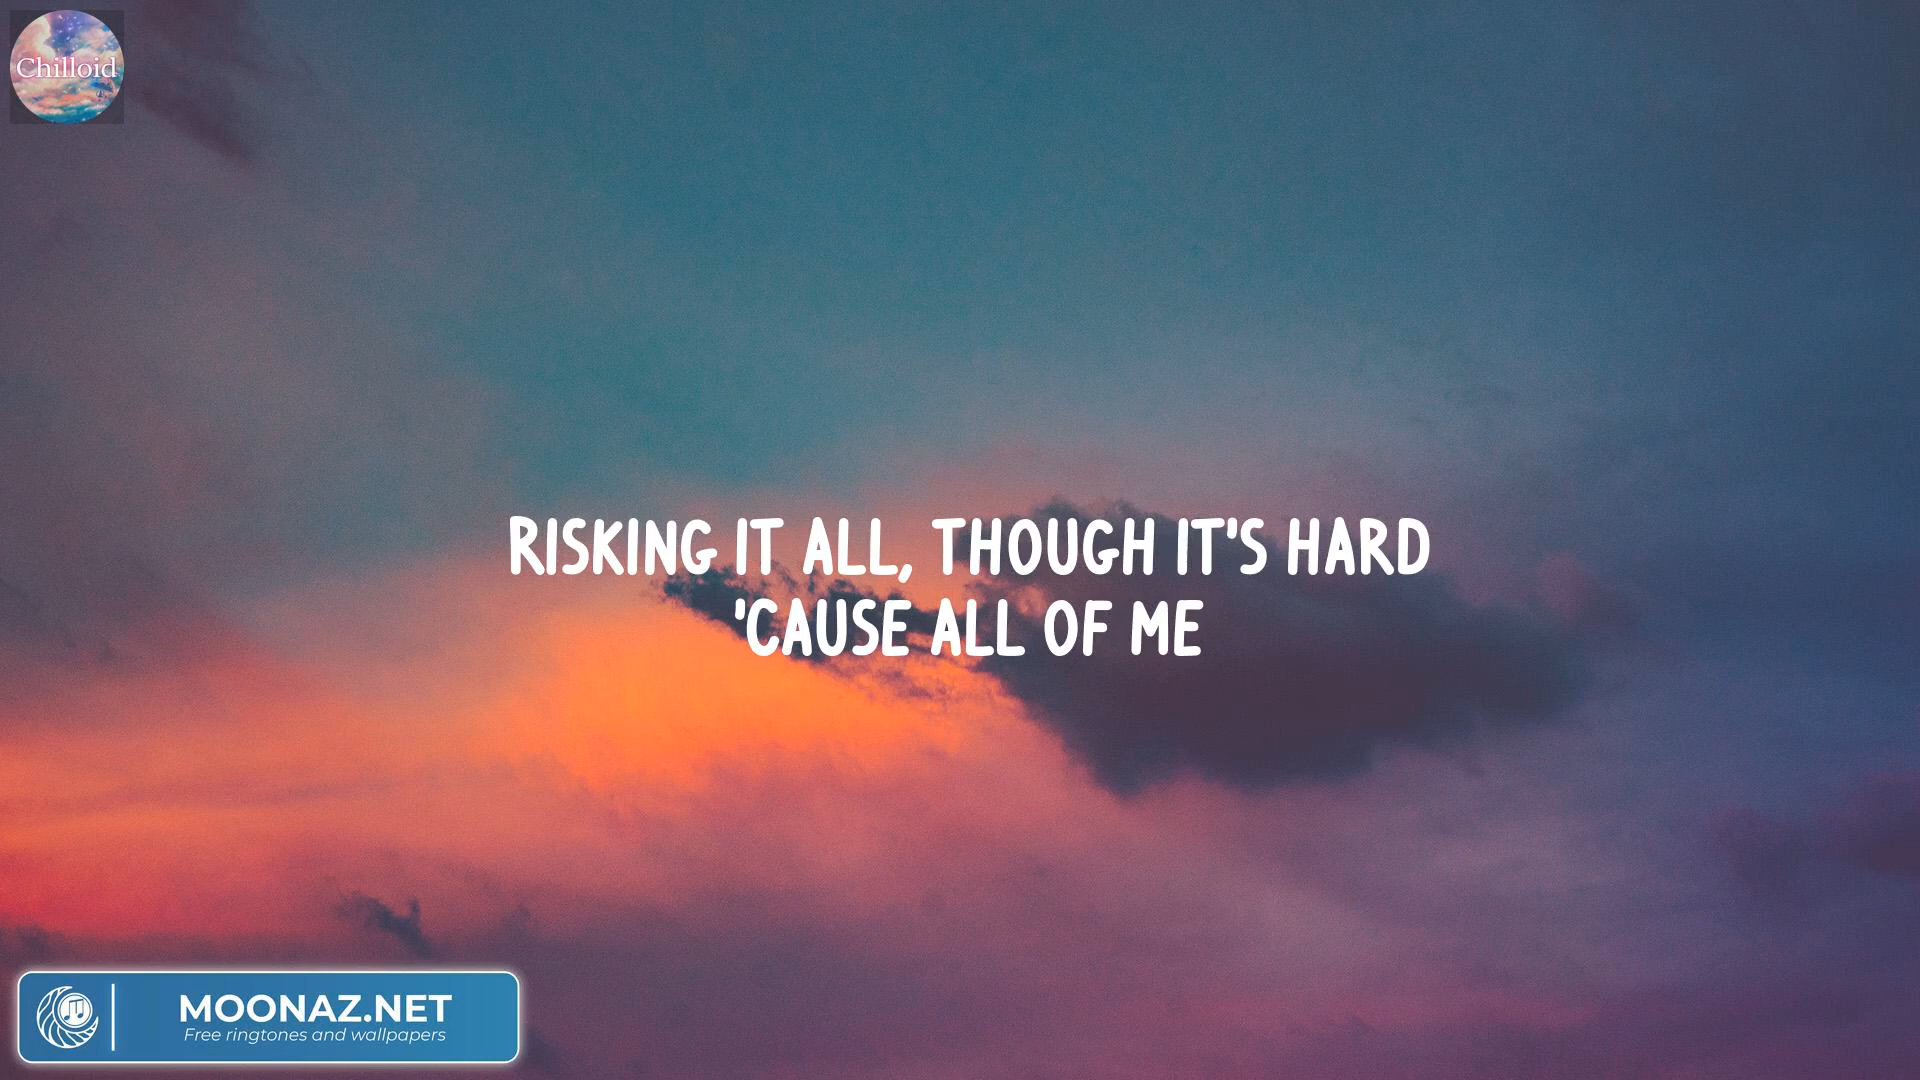 Chilloid
RISKING IT ALL, THOUGH IT'S HARD
'CAUSE ALL OF ME
MOONAZ.NET
Free ringtones and wallpapers